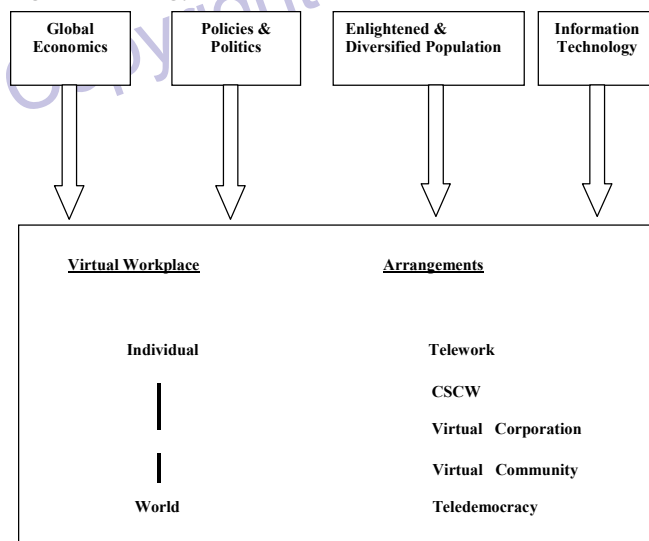 Copyright
Global
Economics
Policies &
Politics
Enlightened &
Diversified Population
Information
Technology
Virtual Workplace
Arrangements
Individual
Telework
CSCW
Virtual Corporation
Virtual Community
World
Teledemocracy